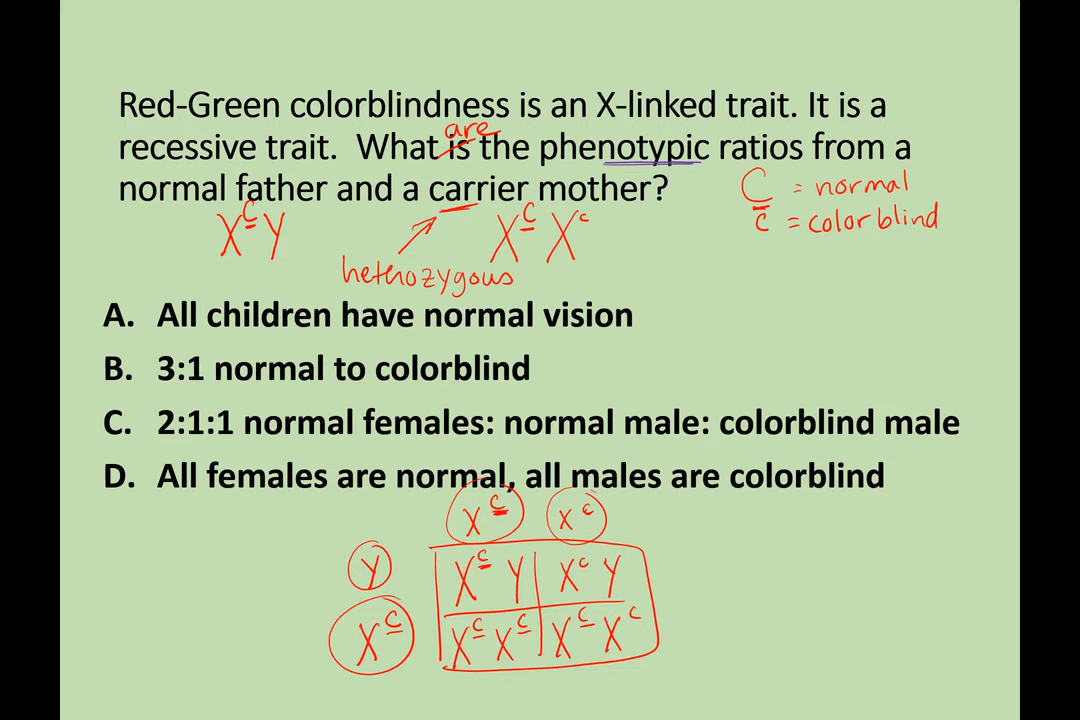 Red-Green colorblindness is an X-linked trait. It is a
are
recessive trait. What is the phenotypic ratios from a
normal father and a carrier mother?
C = normal
c = colorblind
X^C Y
X^C X^c
heterozygous
A. All children have normal vision
B. 3:1 normal to colorblind
C. 2:1:1 normal females: normal male: colorblind male
D. All females are normal, all males are colorblind
X^C X^c
Y X^C Y X^c Y
X^C X^C X^C X^C X^c